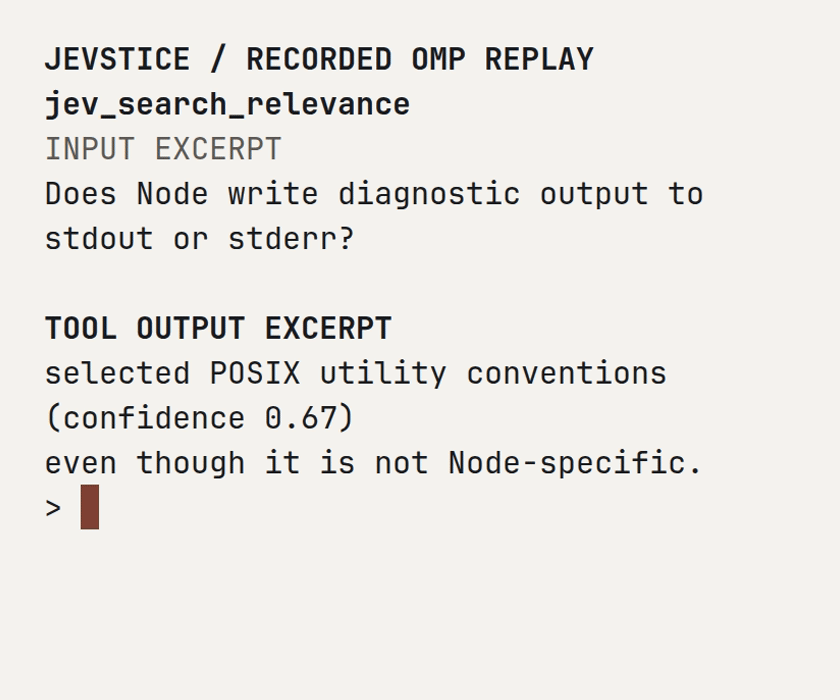 JEVSTICE / RECORDED OMP REPLAY
jev_search_relevance
INPUT EXCERPT
Does Node write diagnostic output to
stdout or stderr?
TOOL OUTPUT EXCERPT
selected POSIX utility conventions
(confidence 0.67)
even though it is not Node-specific.
>